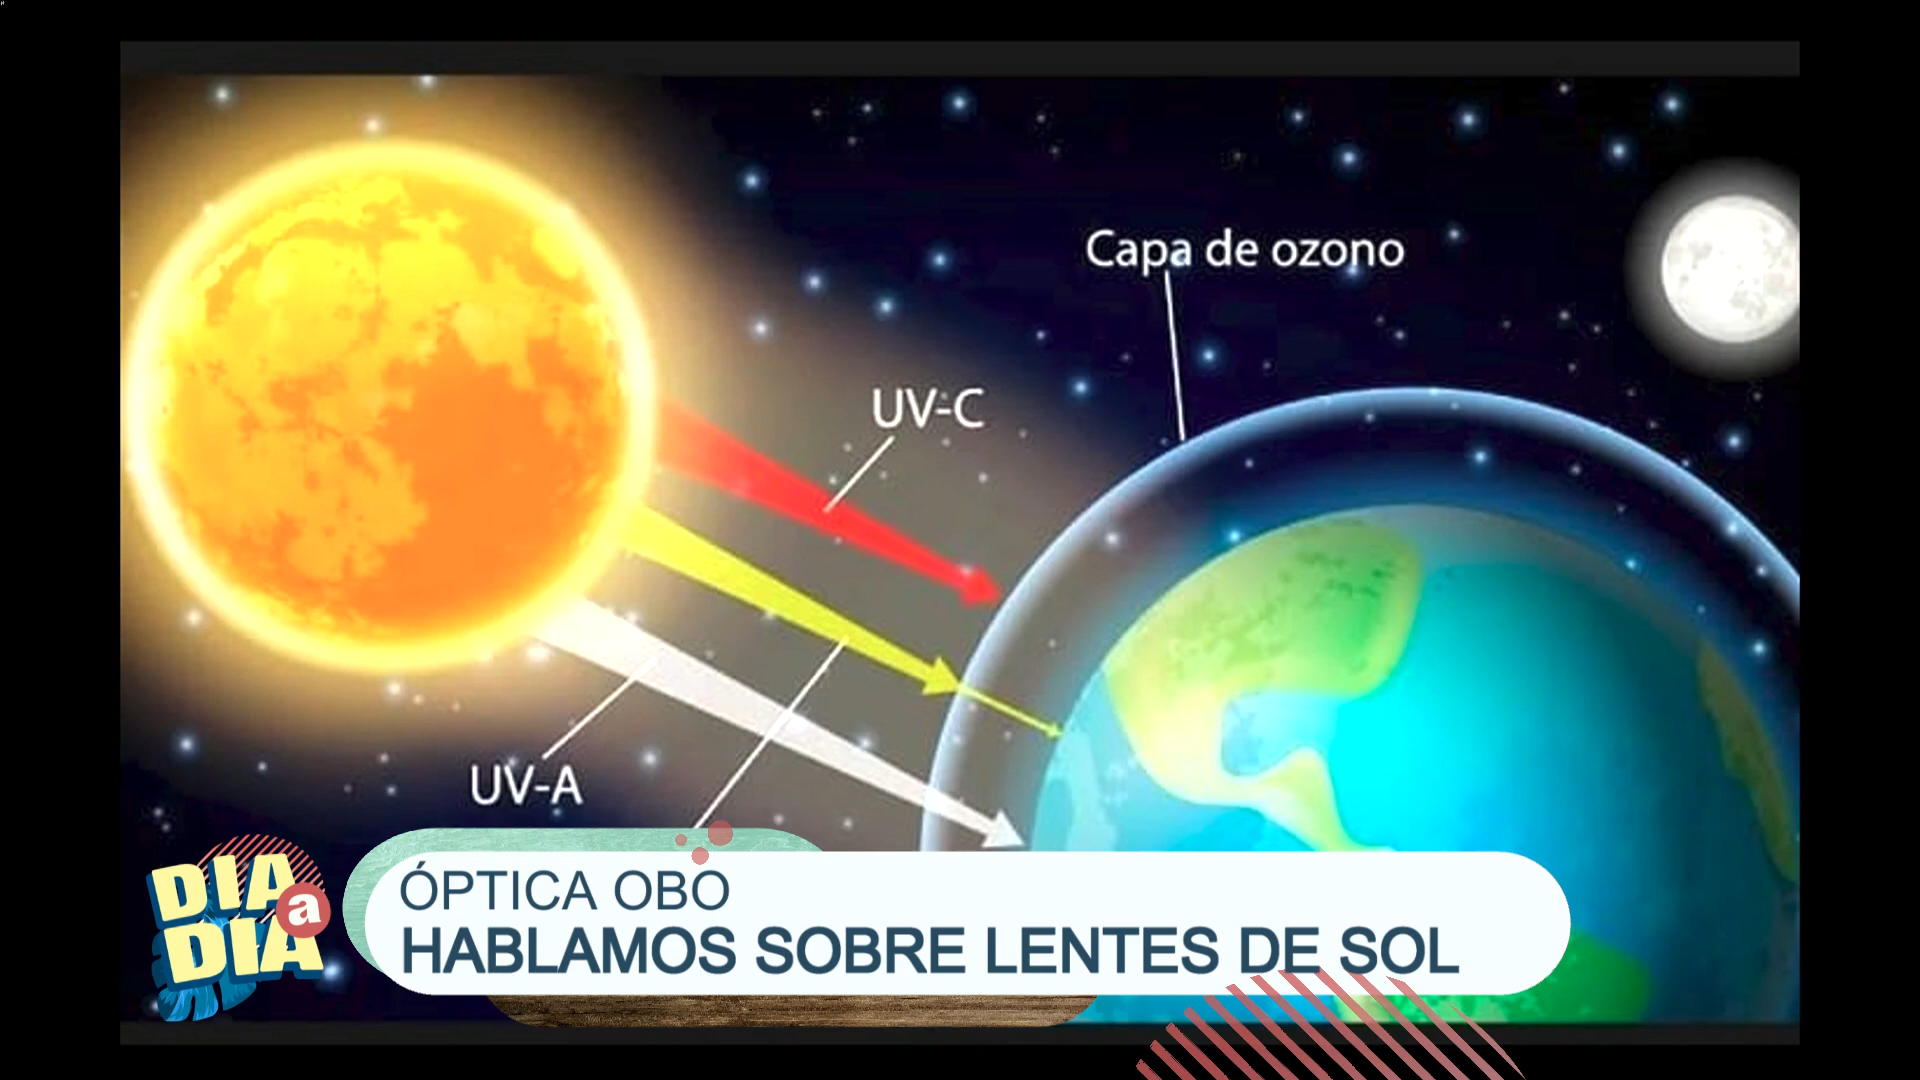 Capa de ozono
UV-C
UV-A
DIA a DIA
ÓPTICA OBO
HABLAMOS SOBRE LENTES DE SOL